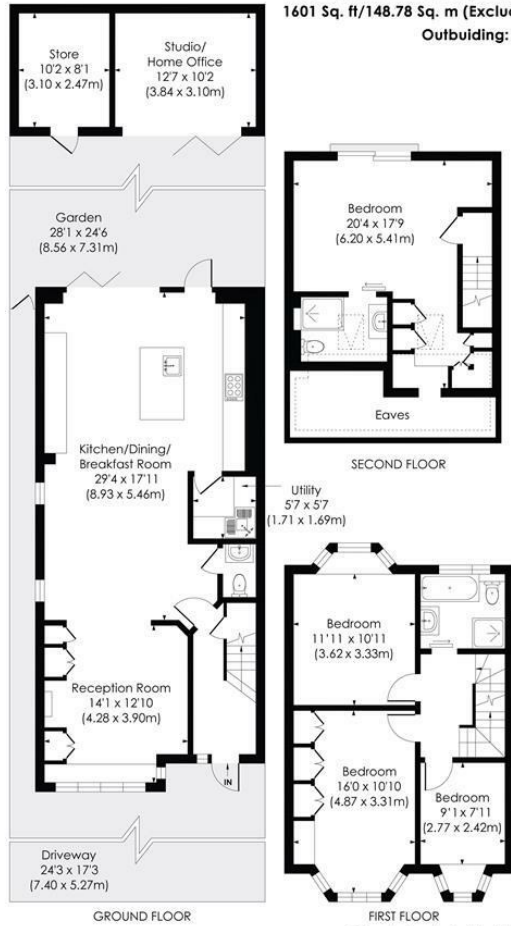 1601 Sq. ft/148.78 Sq. m (Exclu
Outbuiding:
Store
10'2 x 8'1
(3.10 x 2.47m)
Studio/
Home Office
12'7 x 10'2
(3.84 x 3.10m)
Garden
28'1 x 24'6
(8.56 x 7.31m)
Bedroom
20'4 x 17'9
(6.20 x 5.41m)
Eaves
SECOND FLOOR
Kitchen/Dining/
Breakfast Room
29'4 x 17'11
(8.93 x 5.46m)
Utility
5'7 x 5'7
(1.71 x 1.69m)
Reception Room
14'1 x 12'10
(4.28 x 3.90m)
IN
Bedroom
11'11 x 10'11
(3.62 x 3.33m)
Bedroom
16'0 x 10'10
(4.87 x 3.31m)
Bedroom
9'1 x 7'11
(2.77 x 2.42m)
Driveway
24'3 x 17'3
(7.40 x 5.27m)
GROUND FLOOR
FIRST FLOOR